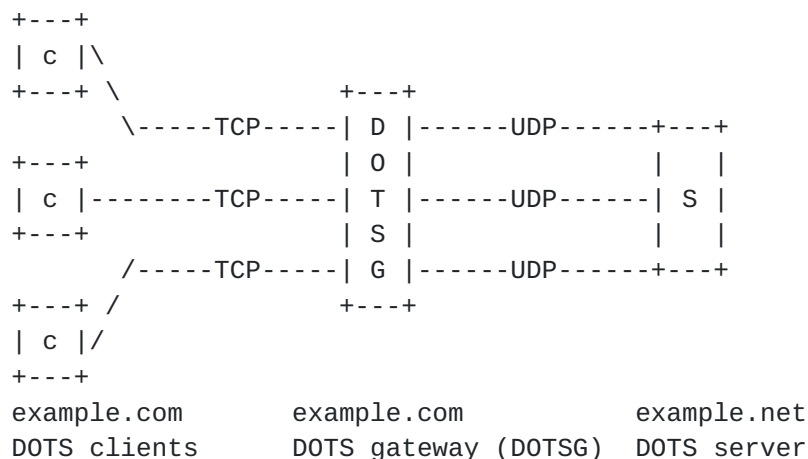 +---+
| c |\
+---+ \              +---+
       \-----TCP-----| D |------UDP------+---+
+---+                | O |               |   |
| c |--------TCP-----| T |------UDP------| S |
+---+                | S |               |   |
       /-----TCP-----| G |------UDP------+---+
+---+ /              +---+
| c |/
+---+
example.com       example.com           example.net
DOTS clients      DOTS gateway (DOTSG)  DOTS server